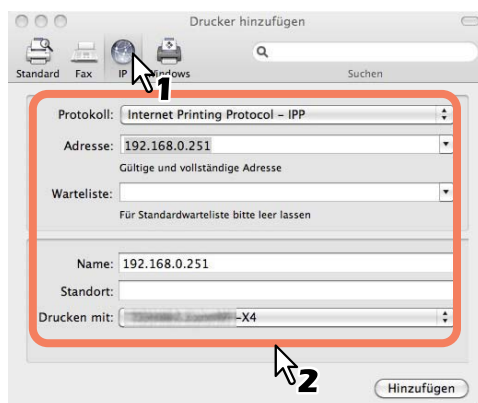 Drucker hinzufügen
Standard Fax IP Windows Suchen
1
Protokoll: Internet Printing Protocol – IPP
Adresse: 192.168.0.251
Gültige und vollständige Adresse
Warteliste:
Für Standardwarteliste bitte leer lassen
Name: 192.168.0.251
Standort:
Drucken mit: -X4
2
Hinzufügen